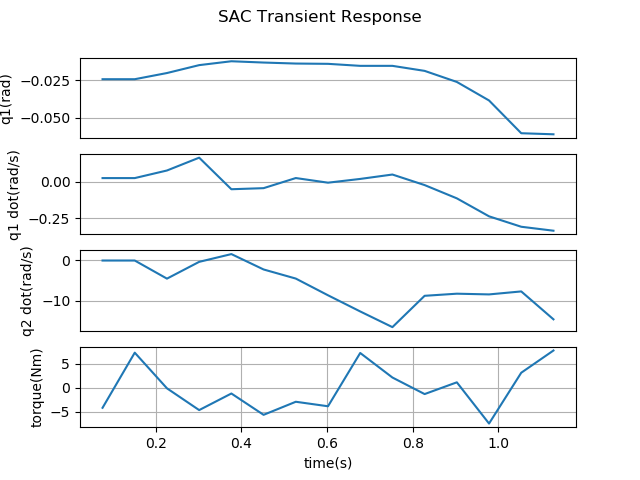 SAC Transient Response
q1(rad)
−0.025
−0.050
q1 dot(rad/s)
0.00
−0.25
q2 dot(rad/s)
0
−10
torque(Nm)
5
0
−5
0.2 0.4 0.6 0.8 1.0
time(s)